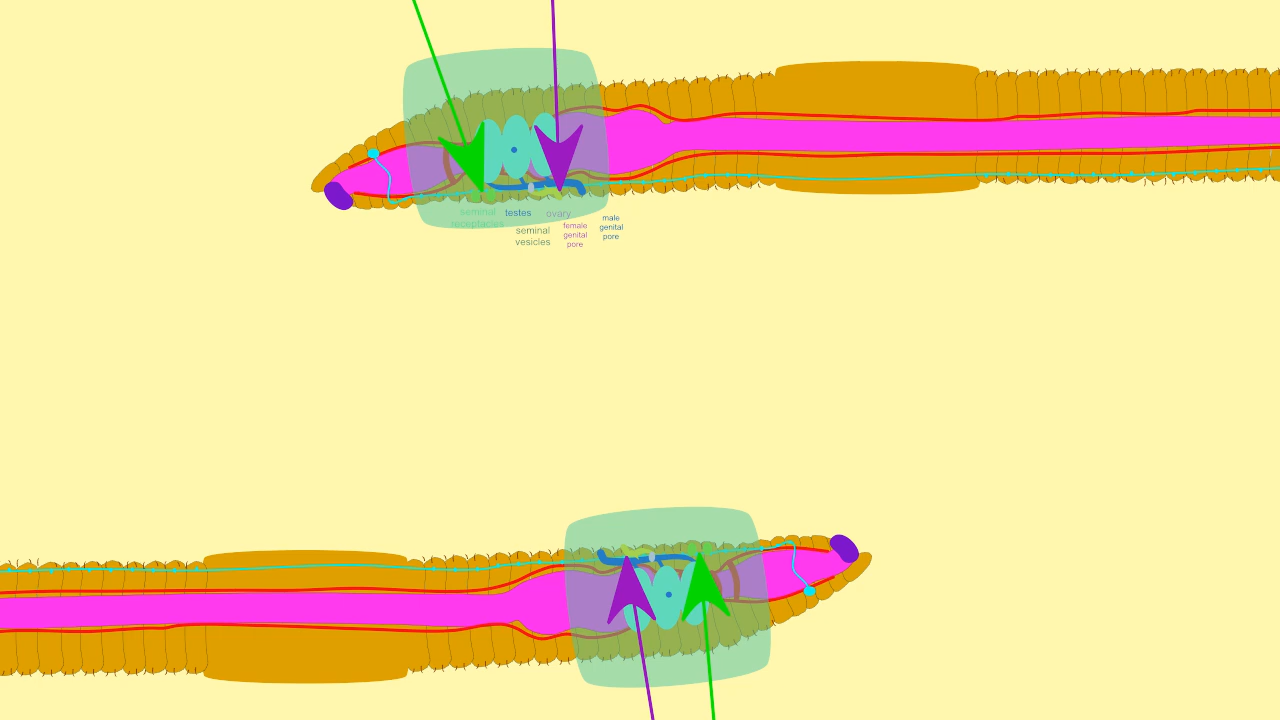 seminal
receptacles
testes
ovary
seminal
vesicles
female
genital
pore
male
genital
pore